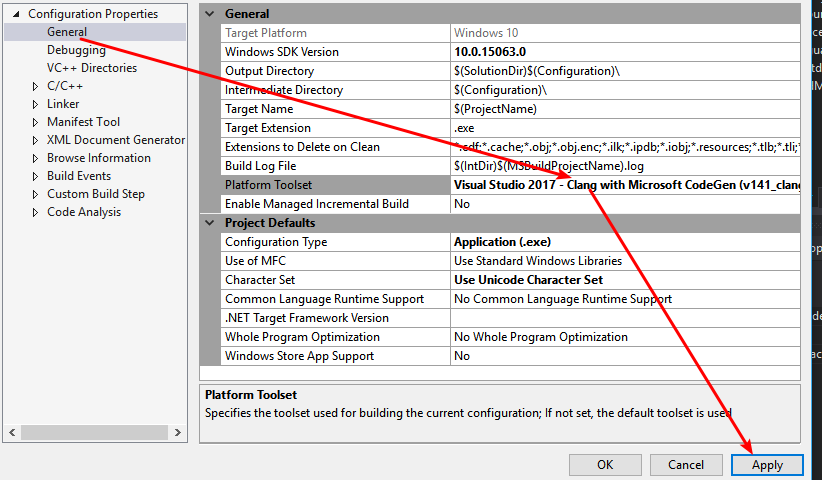 Configuration Properties
General
Debugging
VC++ Directories
C/C++
Linker
Manifest Tool
XML Document Generator
Browse Information
Build Events
Custom Build Step
Code Analysis
General
Target Platform Windows 10
Windows SDK Version 10.0.15063.0
Output Directory $(SolutionDir)$(Configuration)\
Intermediate Directory $(Configuration)\
Target Name $(ProjectName)
Target Extension .exe
Extensions to Delete on Clean *.cdf;*.cache;*.obj;*.obj.enc;*.ilk;*.ipdb;*.iobj;*.resources;*.tlb;*.tli;*
Build Log File $(IntDir)$(MSBuildProjectName).log
Platform Toolset Visual Studio 2017 - Clang with Microsoft CodeGen (v141_clang
Enable Managed Incremental Build No
Project Defaults
Configuration Type Application (.exe)
Use of MFC Use Standard Windows Libraries
Character Set Use Unicode Character Set
Common Language Runtime Support No Common Language Runtime Support
.NET Target Framework Version
Whole Program Optimization No Whole Program Optimization
Windows Store App Support No
Platform Toolset
Specifies the toolset used for building the current configuration; If not set, the default toolset is used
OK Cancel Apply